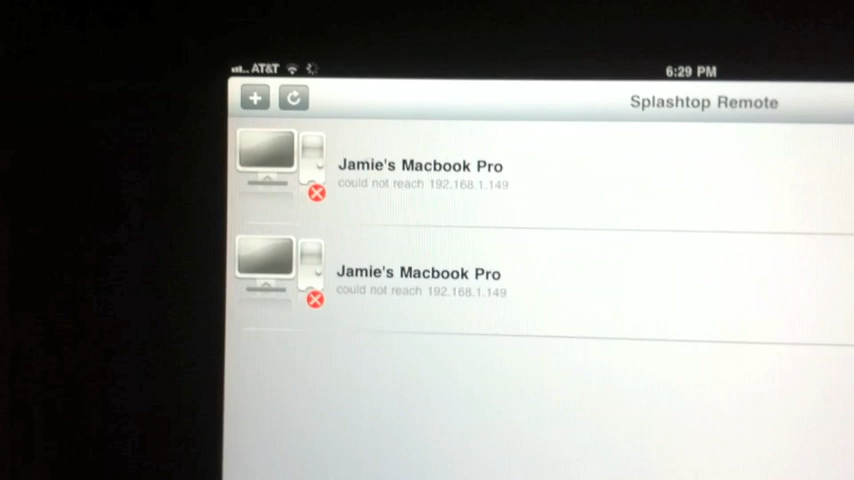 AT&T
6:29 PM
Splashtop Remote
Jamie's Macbook Pro
could not reach 192.168.1.149
Jamie's Macbook Pro
could not reach 192.168.1.149